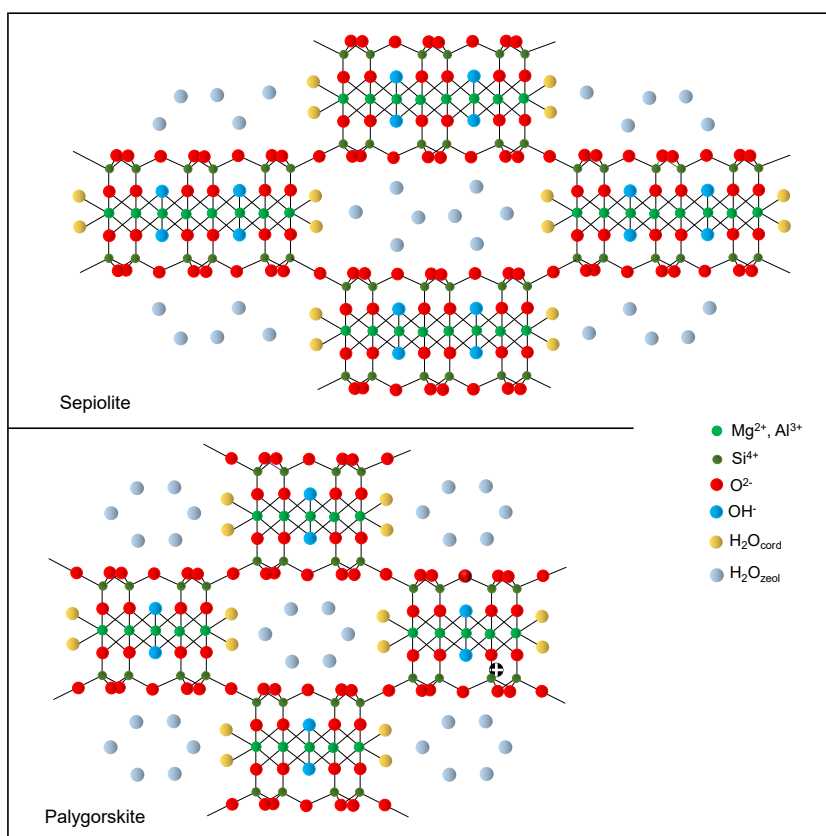 Sepiolite
Mg²⁺, Al³⁺
Si⁴⁺
O²⁻
OH⁻
H₂Ocord
H₂Ozeol
Palygorskite